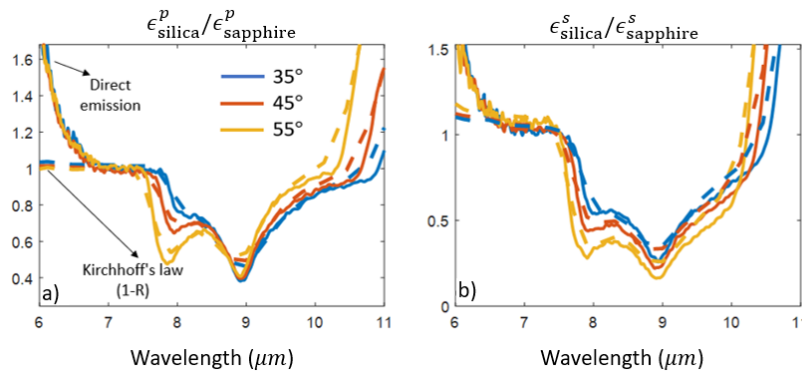 ϵ^p_silica/ϵ^p_sapphire
1.6
1.4
1.2
1
0.8
0.6
0.4
6
7
8
9
10
11
Direct
emission
35°
45°
55°
Kirchhoff's law
(1-R)
a)
Wavelength (μm)
ϵ^s_silica/ϵ^s_sapphire
1.5
1
0.5
0
6
7
8
9
10
11
b)
Wavelength (μm)